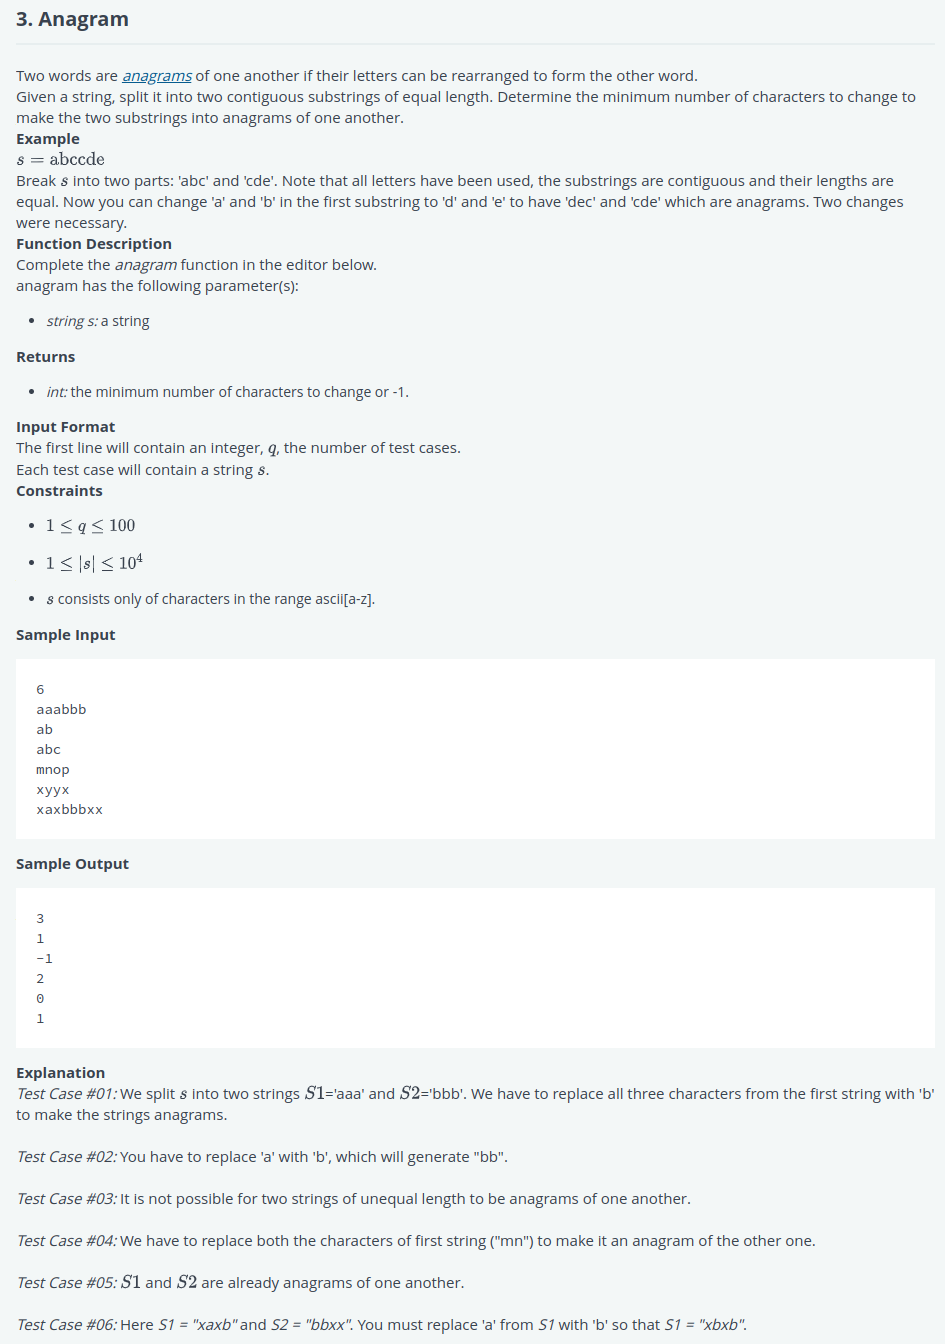 3. Anagram
Two words are anagrams of one another if their letters can be rearranged to form the other word.
Given a string, split it into two contiguous substrings of equal length. Determine the minimum number of characters to change to
make the two substrings into anagrams of one another.
Example
s = abccde
Break s into two parts: 'abc' and 'cde'. Note that all letters have been used, the substrings are contiguous and their lengths are
equal. Now you can change 'a' and 'b' in the first substring to 'd' and 'e' to have 'dec' and 'cde' which are anagrams. Two changes
were necessary.
Function Description
Complete the anagram function in the editor below.
anagram has the following parameter(s):
• string s: a string
Returns
• int: the minimum number of characters to change or -1.
Input Format
The first line will contain an integer, q, the number of test cases.
Each test case will contain a string s.
Constraints
• 1 ≤ q ≤ 100
• 1 ≤ |s| ≤ 10⁴
• s consists only of characters in the range ascii[a-z].
Sample Input
6
aaabbb
ab
abc
mnop
xyyx
xaxbbbxx
Sample Output
3
1
-1
2
0
1
Explanation
Test Case #01: We split s into two strings S1='aaa' and S2='bbb'. We have to replace all three characters from the first string with 'b'
to make the strings anagrams.
Test Case #02: You have to replace 'a' with 'b', which will generate "bb".
Test Case #03: It is not possible for two strings of unequal length to be anagrams of one another.
Test Case #04: We have to replace both the characters of first string ("mn") to make it an anagram of the other one.
Test Case #05: S1 and S2 are already anagrams of one another.
Test Case #06: Here S1 = "xaxb" and S2 = "bbxx". You must replace 'a' from S1 with 'b' so that S1 = "xbxb".